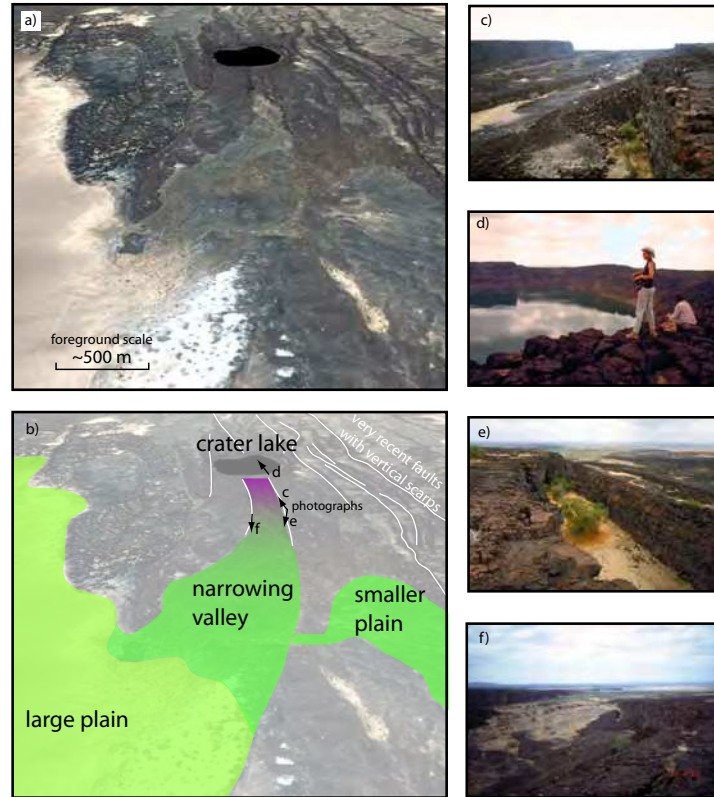 a)
foreground scale
~500 m
b)
crater lake
very recent faults
with vertical scarps
d
c
photographs
e
f
narrowing
valley
smaller
plain
large plain
c)
d)
e)
f)